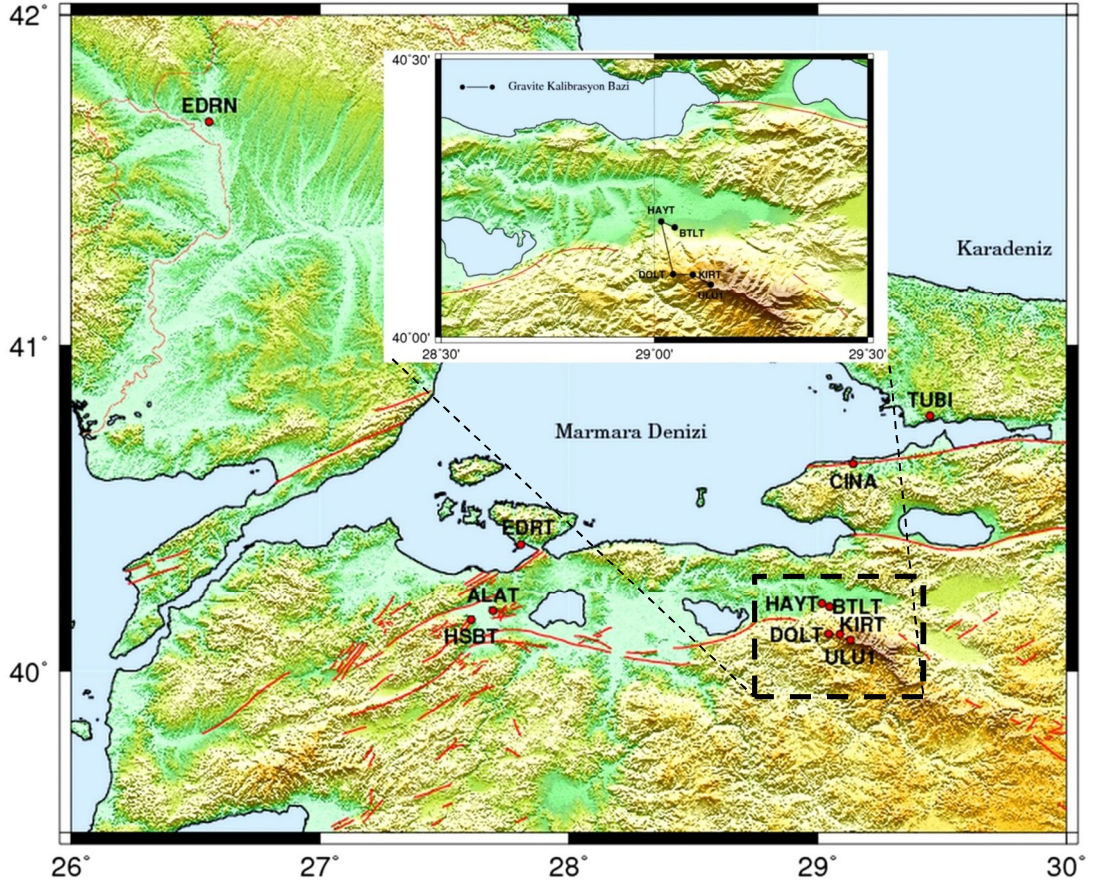 42˚
EDRN
40˚30'
Gravite Kalibrasyon Bazi
HAYT
BTLT
DOLT
KIRT
ULU1
40˚00'
28˚30'
29˚00'
29˚30'
Karadeniz
41˚
TUBI
Marmara Denizi
CINA
EDRT
ALAT
HSBT
HAYT
BTLT
KIRT
DOLT
ULU1
40˚
26˚
27˚
28˚
29˚
30˚